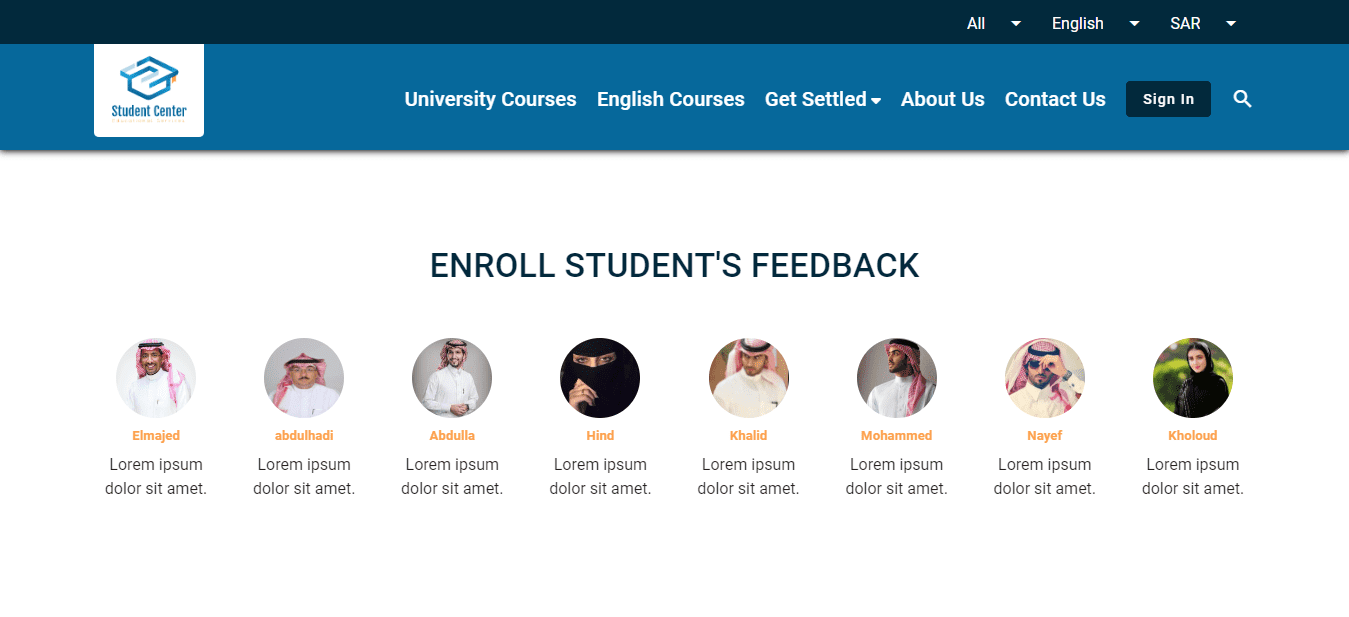 All English SAR
Student Center
University Courses English Courses Get Settled About Us Contact Us Sign In
ENROLL STUDENT'S FEEDBACK
Elmajed abdulhadi Abdulla Hind Khalid Mohammed Nayef Kholoud
Lorem ipsum Lorem ipsum Lorem ipsum Lorem ipsum Lorem ipsum Lorem ipsum Lorem ipsum Lorem ipsum
dolor sit amet. dolor sit amet. dolor sit amet. dolor sit amet. dolor sit amet. dolor sit amet. dolor sit amet. dolor sit amet.